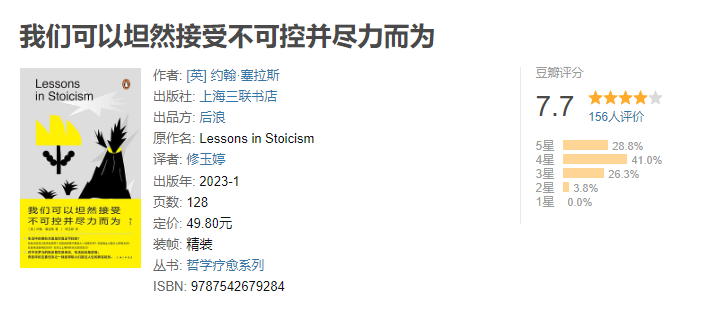 我们可以坦然接受不可控并尽力而为
Lessons
in Stoicism
我们可以坦然接受
不可控并尽力而为
作者: [英] 约翰·塞拉斯
出版社: 上海三联书店
出品方: 后浪
原作名: Lessons in Stoicism
译者: 修玉婷
出版年: 2023-1
页数: 128
定价: 49.80元
装帧: 精装
丛书: 哲学疗愈系列
ISBN: 9787542679284
豆瓣评分
7.7
156人评价
5星 28.8%
4星 41.0%
3星 26.3%
2星 3.8%
1星 0.0%